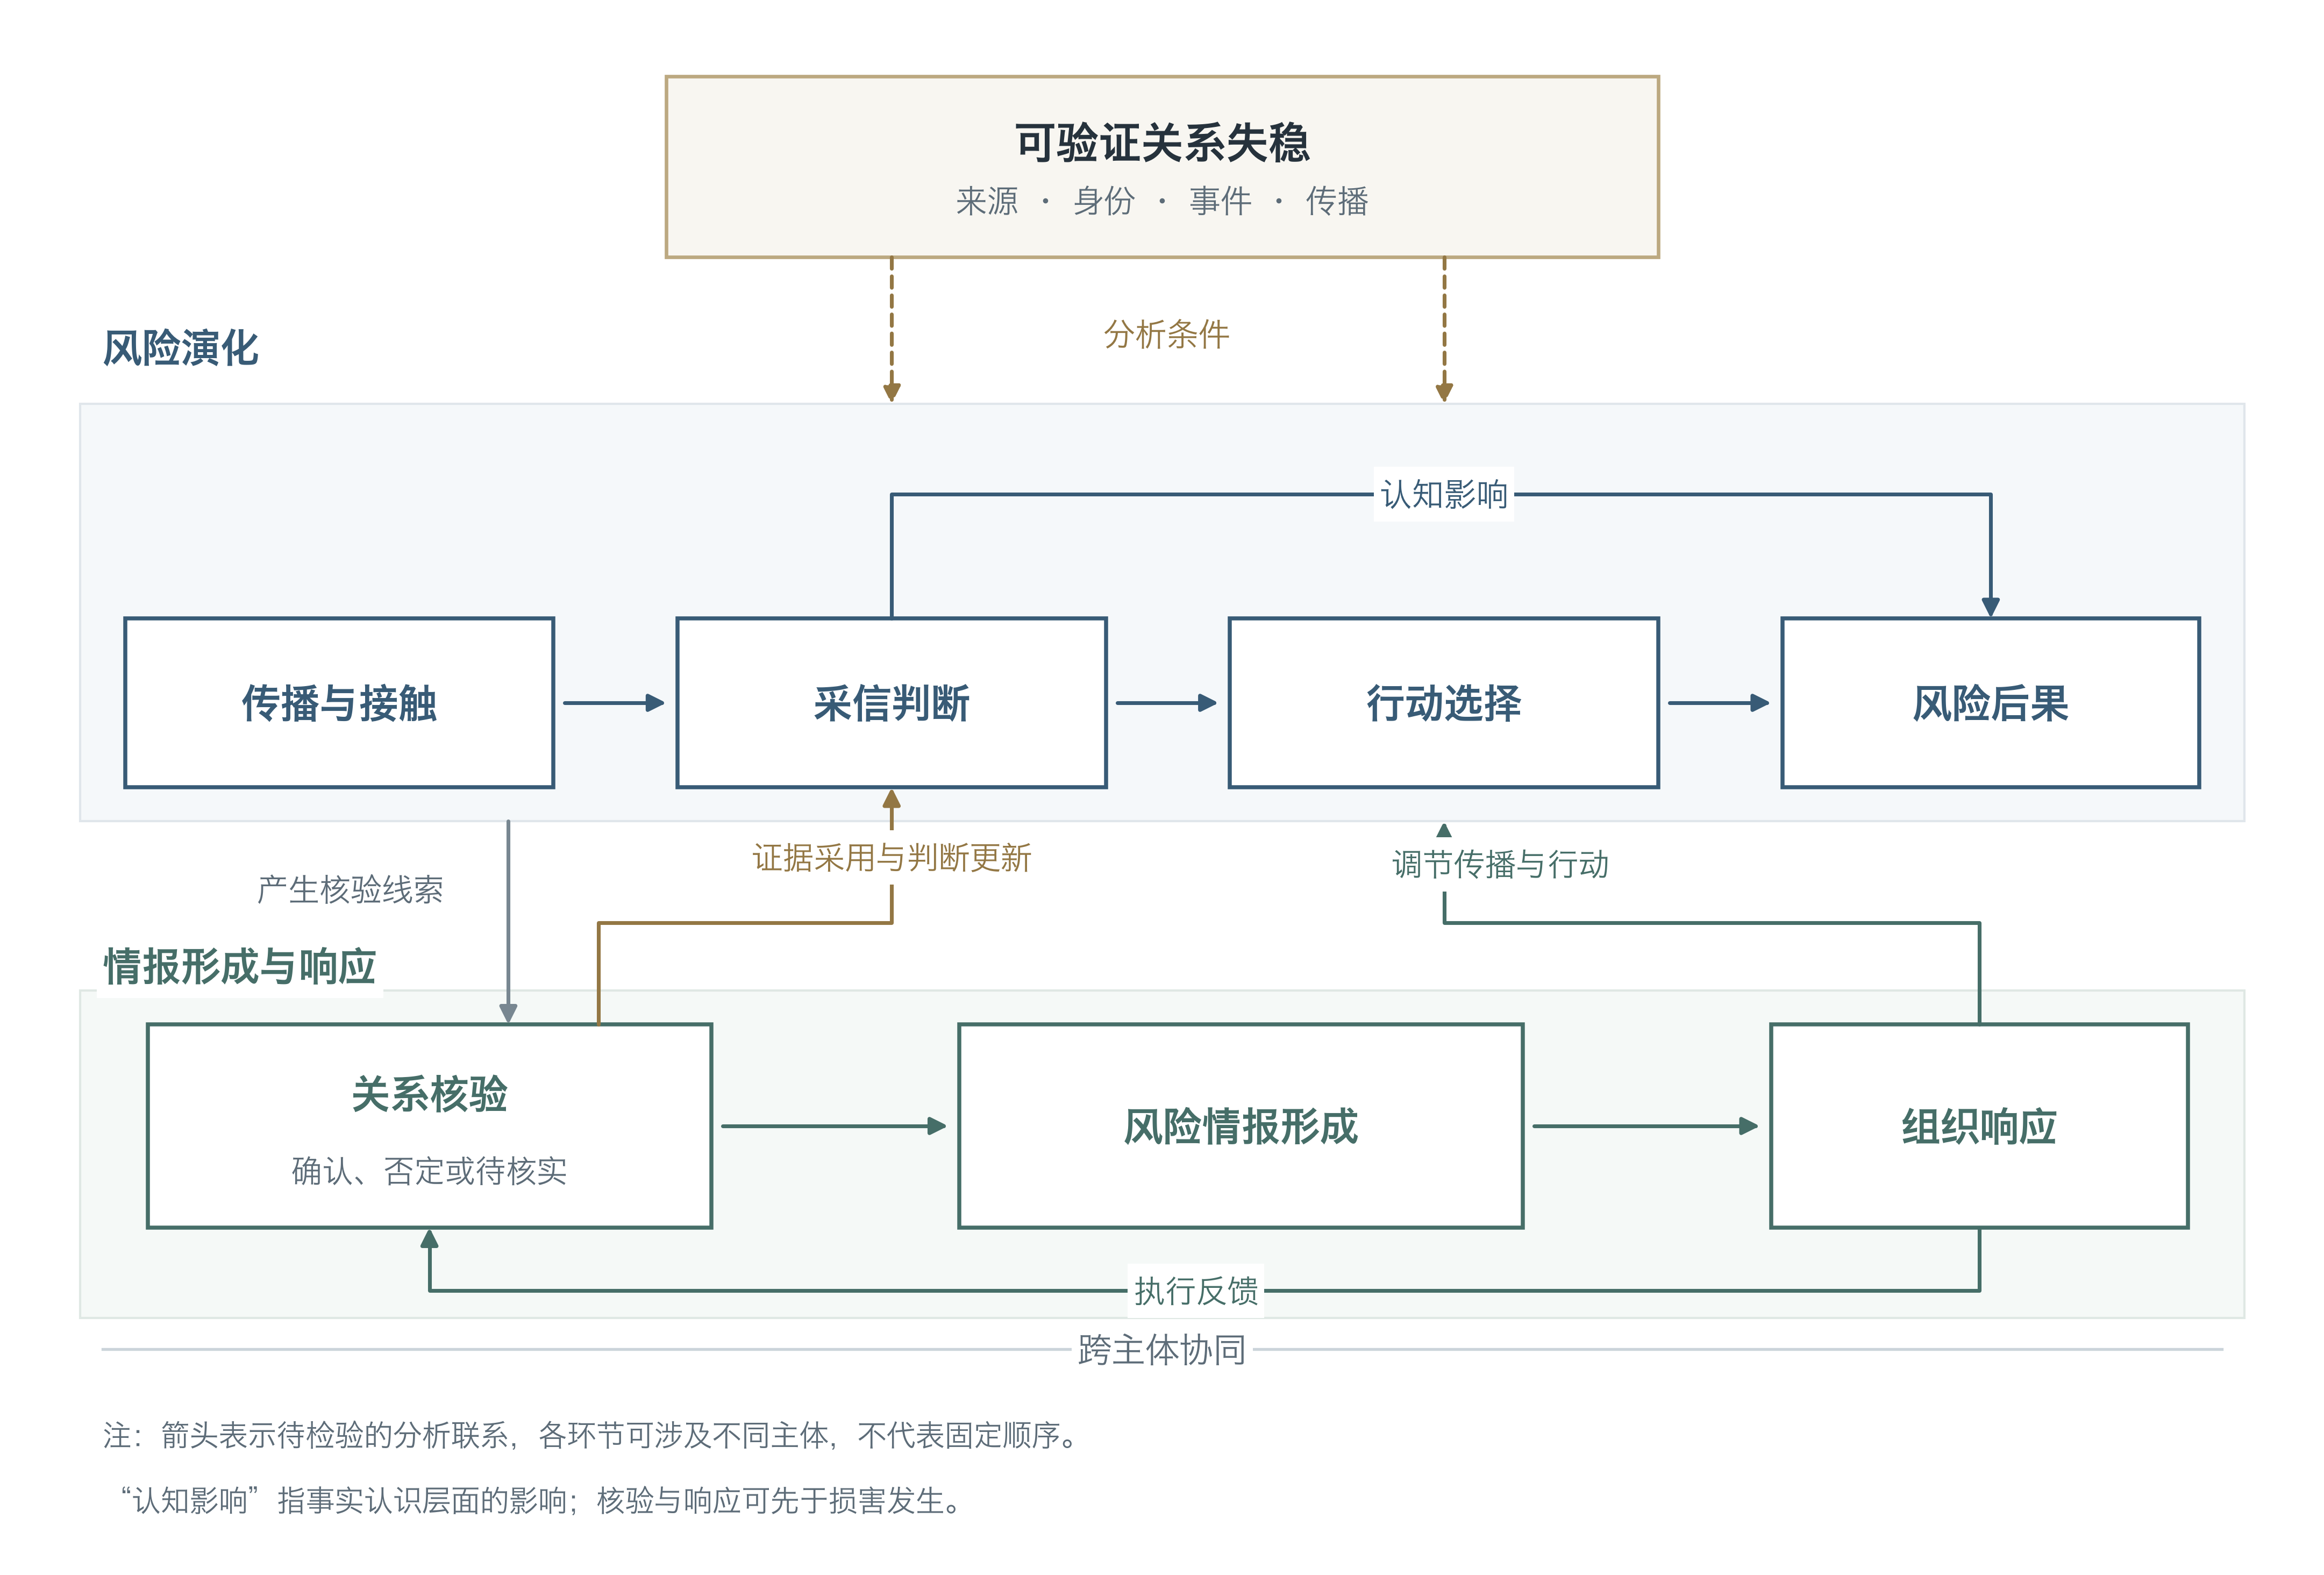 可验证关系失稳
来源 · 身份 · 事件 · 传播
分析条件
风险演化
认知影响
传播与接触
采信判断
行动选择
风险后果
证据采用与判断更新
调节传播与行动
产生核验线索
情报形成与响应
关系核验
确认、否定或待核实
风险情报形成
组织响应
执行反馈
跨主体协同
注：箭头表示待检验的分析联系，各环节可涉及不同主体，不代表固定顺序。
“认知影响”指事实认识层面的影响；核验与响应可先于损害发生。